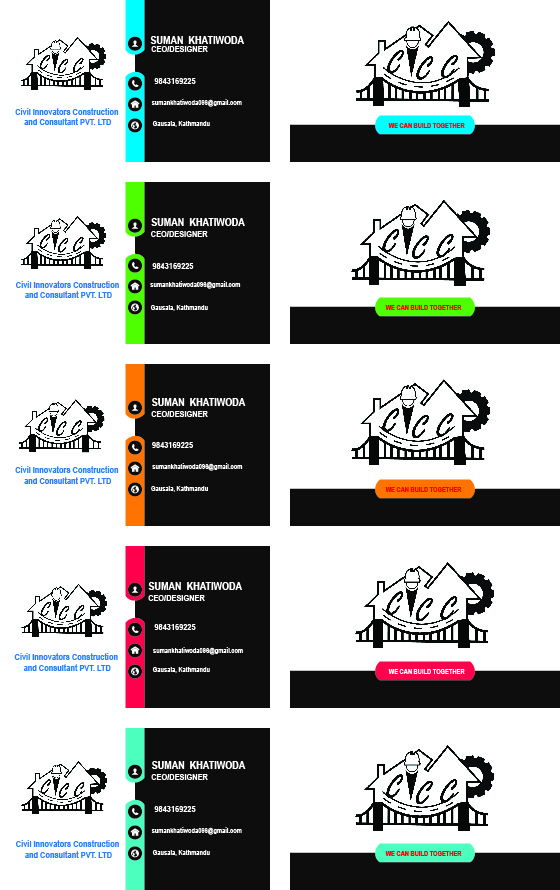 CICC
Civil Innovators Construction
and Consultant PVT. LTD
SUMAN KHATIWODA
CEO/DESIGNER
9843169225
sumankhatiwoda098@gmail.com
Gausala, Kathmandu
CICC
WE CAN BUILD TOGETHER
CICC
Civil Innovators Construction
and Consultant PVT. LTD
SUMAN KHATIWODA
CEO/DESIGNER
9843169225
sumankhatiwoda098@gmail.com
Gausala, Kathmandu
CICC
WE CAN BUILD TOGETHER
CICC
Civil Innovators Construction
and Consultant PVT. LTD
SUMAN KHATIWODA
CEO/DESIGNER
9843169225
sumankhatiwoda098@gmail.com
Gausala, Kathmandu
CICC
WE CAN BUILD TOGETHER
CICC
Civil Innovators Construction
and Consultant PVT. LTD
SUMAN KHATIWODA
CEO/DESIGNER
9843169225
sumankhatiwoda098@gmail.com
Gausala, Kathmandu
CICC
WE CAN BUILD TOGETHER
CICC
Civil Innovators Construction
and Consultant PVT. LTD
SUMAN KHATIWODA
CEO/DESIGNER
9843169225
sumankhatiwoda098@gmail.com
Gausala, Kathmandu
CICC
WE CAN BUILD TOGETHER